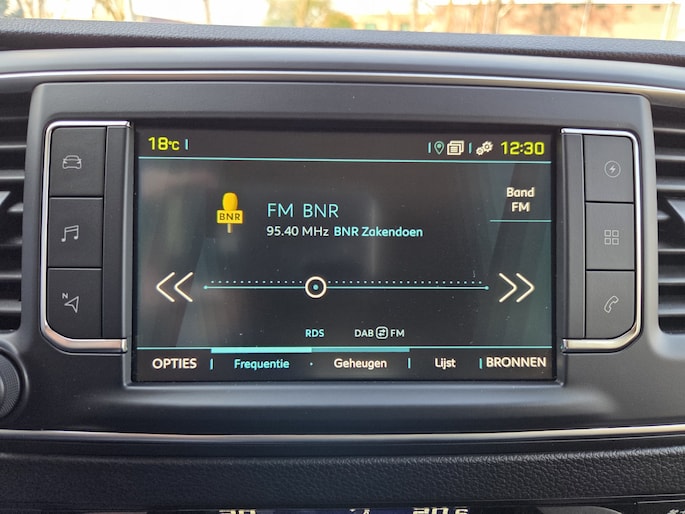 18°C
12:30
BNR
FM BNR
95.40 MHz BNR Zakendoen
Band
FM
N
RDS
DAB FM
OPTIES
Frequentie
Geheugen
Lijst
BRONNEN